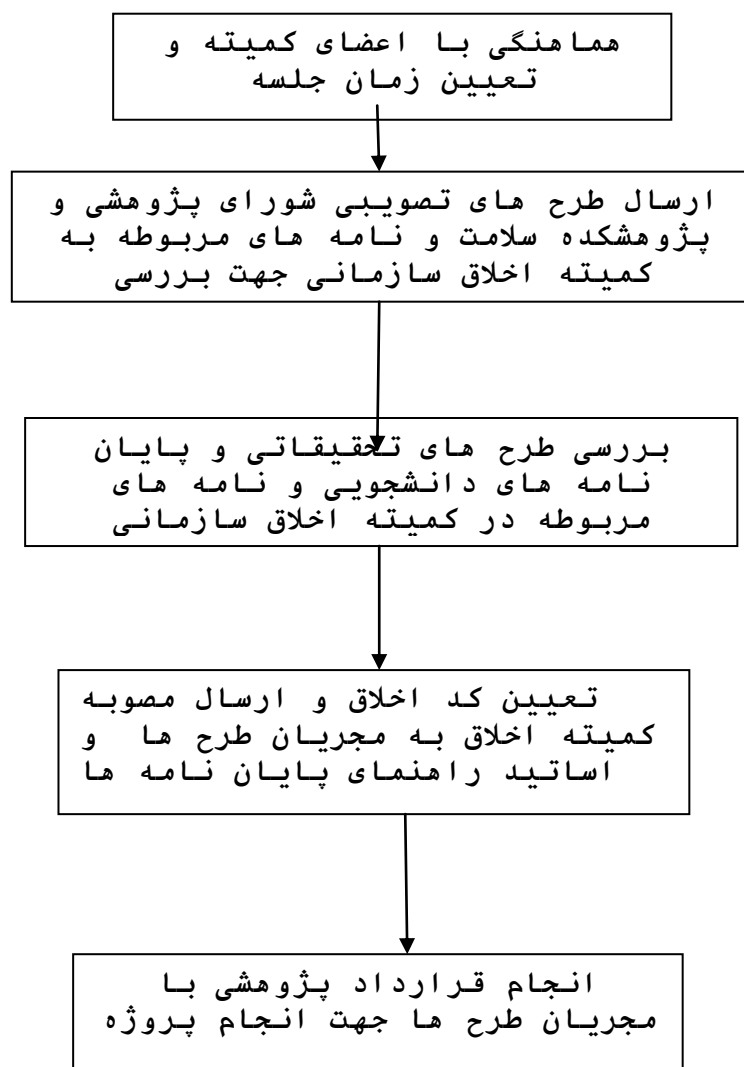 هماهنگی با اعضای کمیته و
تعیین زمان جلسه
ارسال طرح های تصویبی شورای پژوهشی و
پژوهشکده سلامت و نامه های مربوطه به
کمیته اخلاق سازمانی جهت بررسی
بررسی طرح های تحقیقاتی و پایان
نامه های دانشجویی و نامه های
مربوطه در کمیته اخلاق سازمانی
تعیین کد اخلاق و ارسال مصوبه
کمیته اخلاق به مجریان طرح ها و
اساتید راهنمای پایان نامه ها
انجام قرارداد پژوهشی با
مجریان طرح ها جهت انجام پروژه